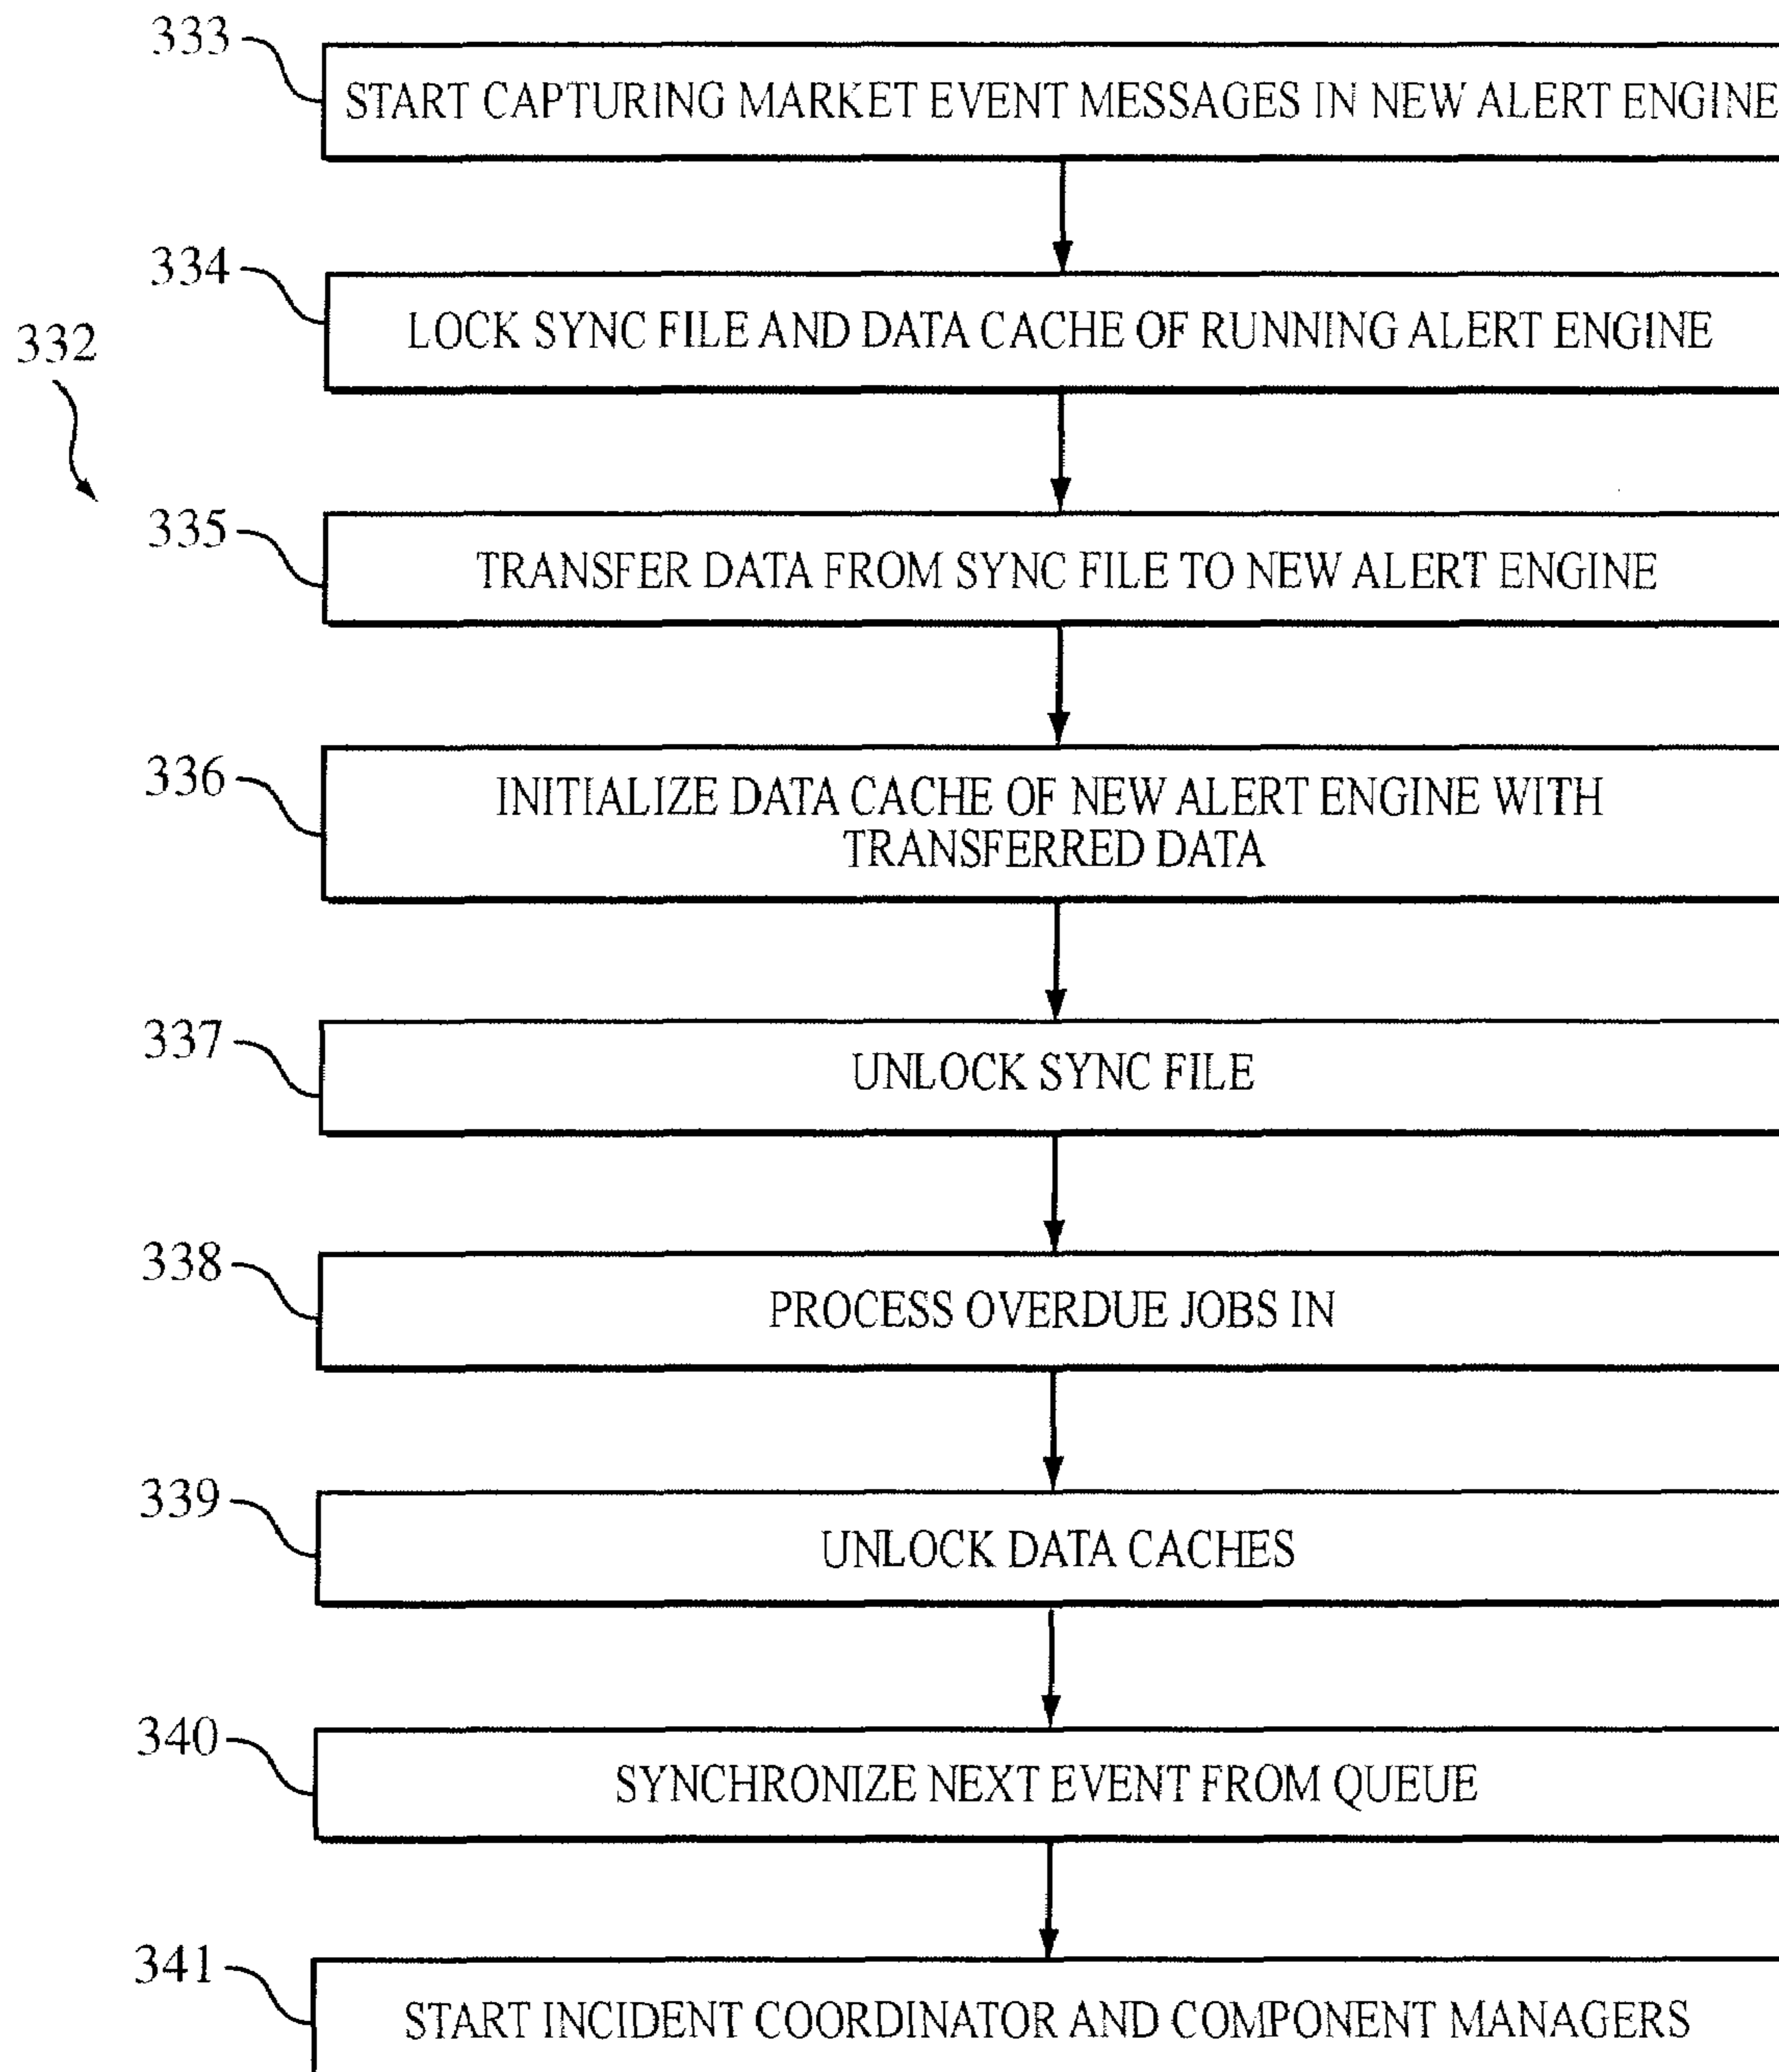 333
START CAPTURING MARKET EVENT MESSAGES IN NEW ALERT ENGINE
334
LOCK SYNC FILE AND DATA CACHE OF RUNNING ALERT ENGINE
332
335
TRANSFER DATA FROM SYNC FILE TO NEW ALERT ENGINE
336
INITIALIZE DATA CACHE OF NEW ALERT ENGINE WITH
TRANSFERRED DATA
337
UNLOCK SYNC FILE
338
PROCESS OVERDUE JOBS IN
339
UNLOCK DATA CACHES
340
SYNCHRONIZE NEXT EVENT FROM QUEUE
341
START INCIDENT COORDINATOR AND COMPONENT MANAGERS